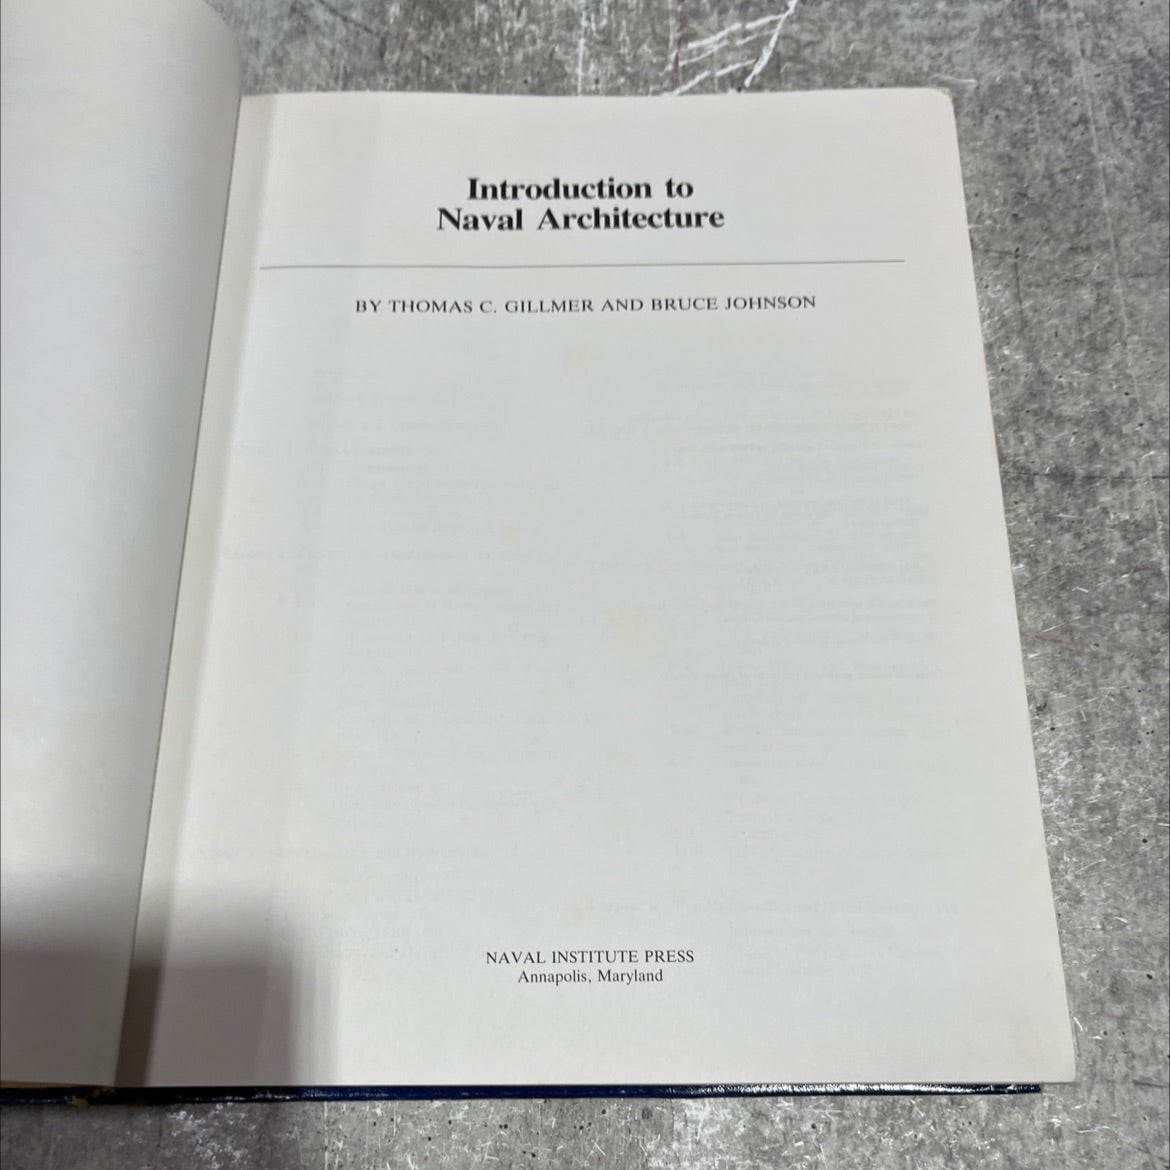 Introduction to
Naval Architecture
BY THOMAS C. GILLMER AND BRUCE JOHNSON
NAVAL INSTITUTE PRESS
Annapolis, Maryland